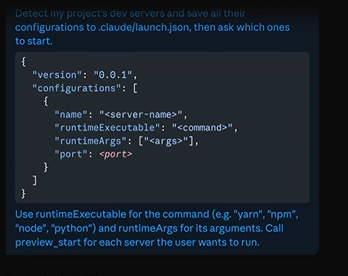 Detect my project's dev servers and save all their
configurations to .claude/launch.json, then ask which ones
to start.
{
"version": "0.0.1",
"configurations": [
{
"name": "<server-name>",
"runtimeExecutable": "<command>",
"runtimeArgs": ["<args>"],
"port": <port>
}
]
}
Use runtimeExecutable for the command (e.g. "yarn", "npm",
"node", "python") and runtimeArgs for its arguments. Call
preview_start for each server the user wants to run.